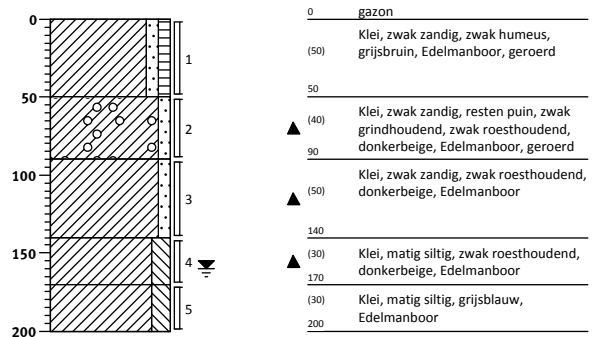 0
50
100
150
200
1
2
3
4
5
0 gazon
(50) Klei, zwak zandig, zwak humeus,
grijsbruin, Edelmanboor, geroerd
50
(40) Klei, zwak zandig, resten puin, zwak
grindhoudend, zwak roesthoudend,
donkerbeige, Edelmanboor, geroerd
90
(50) Klei, zwak zandig, zwak roesthoudend,
donkerbeige, Edelmanboor
140
(30) Klei, matig siltig, zwak roesthoudend,
donkerbeige, Edelmanboor
170
(30) Klei, matig siltig, grijsblauw,
Edelmanboor
200